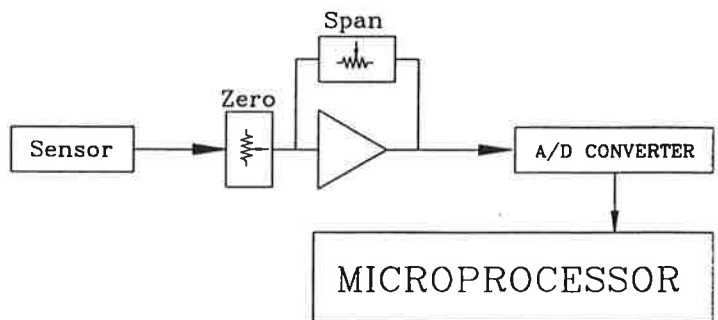 Span
Zero
Sensor
A/D CONVERTER
MICROPROCESSOR